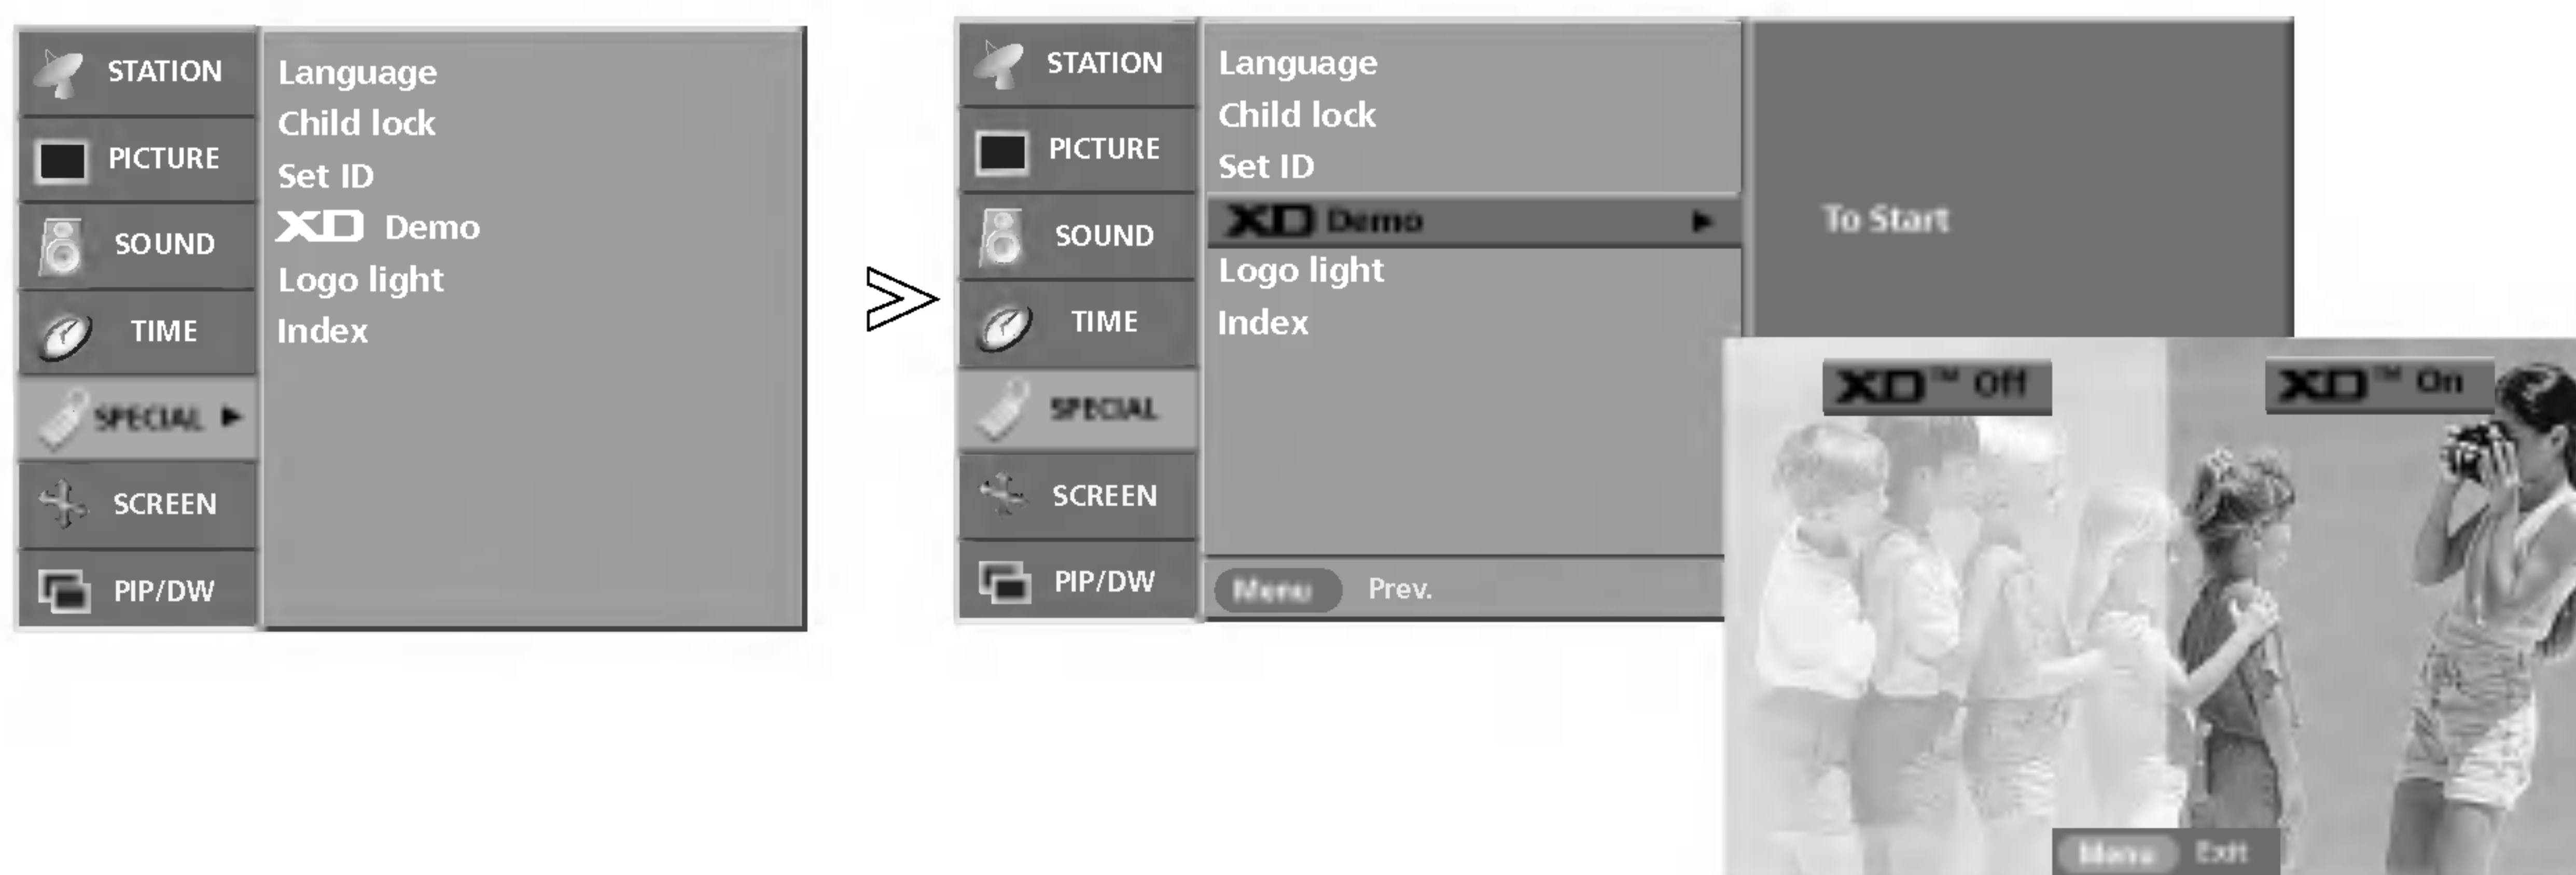 STATION
PICTURE
SOUND
TIME
SPECIAL
SCREEN
PIP/DW
Language
Child lock
Set ID
XD Demo
Logo light
Index
STATION
PICTURE
SOUND
TIME
SPECIAL
SCREEN
PIP/DW
Language
Child lock
Set ID
XD Demo
Logo light
Index
Menu Prev.
To Start
XD™ Off
XD™ On
Menu Exit